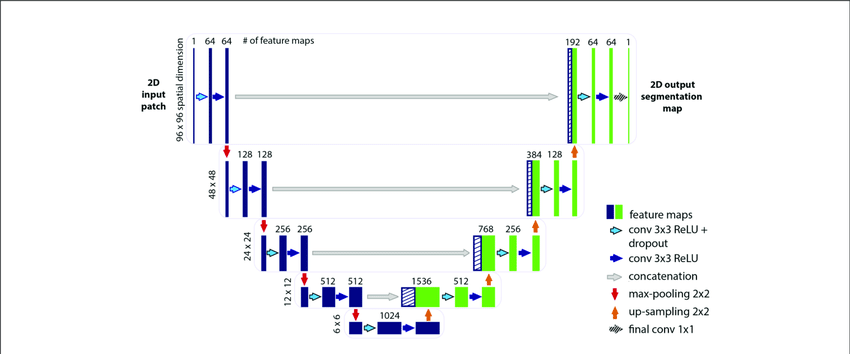 1 64 64 # of feature maps 192 64 64 1
2D
input
patch
96 x 96 spatial dimension
2D output
segmentation
map
128 128 384 128
48 x 48
256 256 768 256
24 x 24
512 512 1536 512
12 x 12
1024
6 x 6
feature maps
conv 3x3 ReLU +
dropout
conv 3x3 ReLU
concatenation
max-pooling 2x2
up-sampling 2x2
final conv 1x1